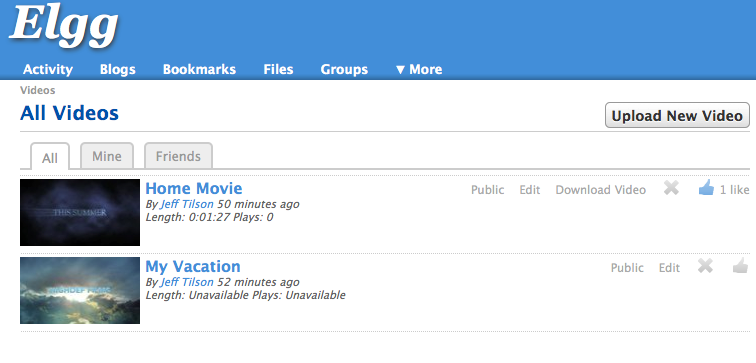 Elgg
Activity Blogs Bookmarks Files Groups ▼ More
Videos
All Videos
Upload New Video
All Mine Friends
THIS SUMMER
Home Movie
Public Edit Download Video 1 like
By Jeff Tilson 50 minutes ago
Length: 0:01:27 Plays: 0
My Vacation
Public Edit
By Jeff Tilson 52 minutes ago
Length: Unavailable Plays: Unavailable